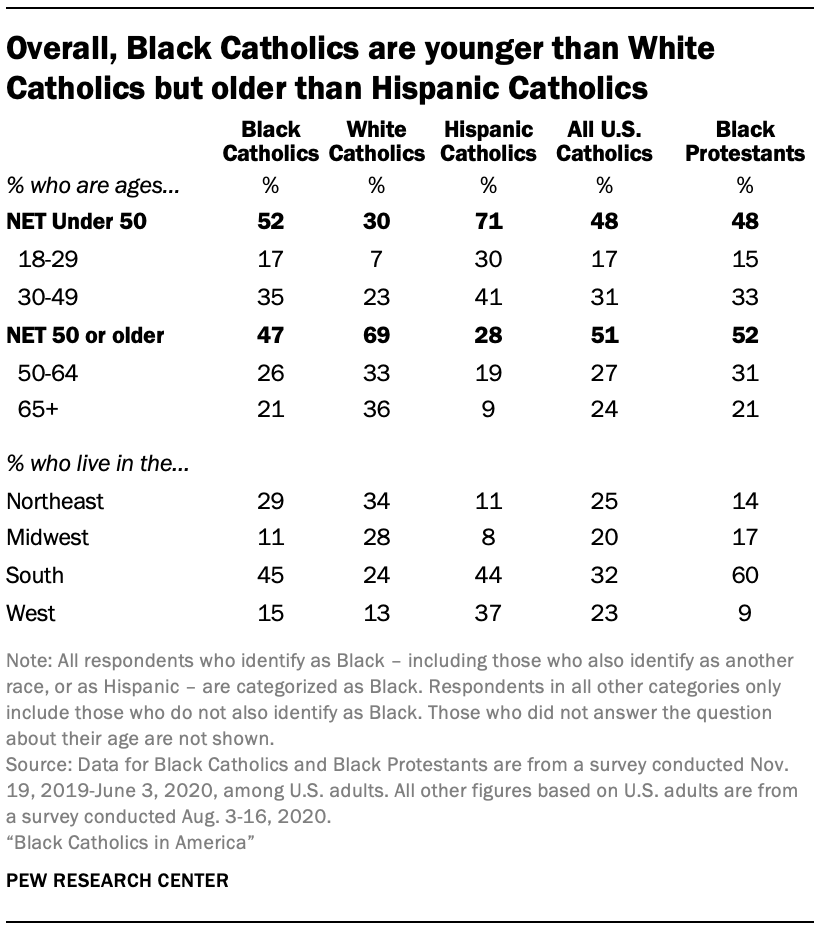 Overall, Black Catholics are younger than White
Catholics but older than Hispanic Catholics
Black Catholics White Catholics Hispanic Catholics All U.S. Catholics Black Protestants
% who are ages... % % % % %
NET Under 50 52 30 71 48 48
18-29 17 7 30 17 15
30-49 35 23 41 31 33
NET 50 or older 47 69 28 51 52
50-64 26 33 19 27 31
65+ 21 36 9 24 21
% who live in the...
Northeast 29 34 11 25 14
Midwest 11 28 8 20 17
South 45 24 44 32 60
West 15 13 37 23 9
Note: All respondents who identify as Black – including those who also identify as another
race, or as Hispanic – are categorized as Black. Respondents in all other categories only
include those who do not also identify as Black. Those who did not answer the question
about their age are not shown.
Source: Data for Black Catholics and Black Protestants are from a survey conducted Nov.
19, 2019-June 3, 2020, among U.S. adults. All other figures based on U.S. adults are from
a survey conducted Aug. 3-16, 2020.
“Black Catholics in America”
PEW RESEARCH CENTER